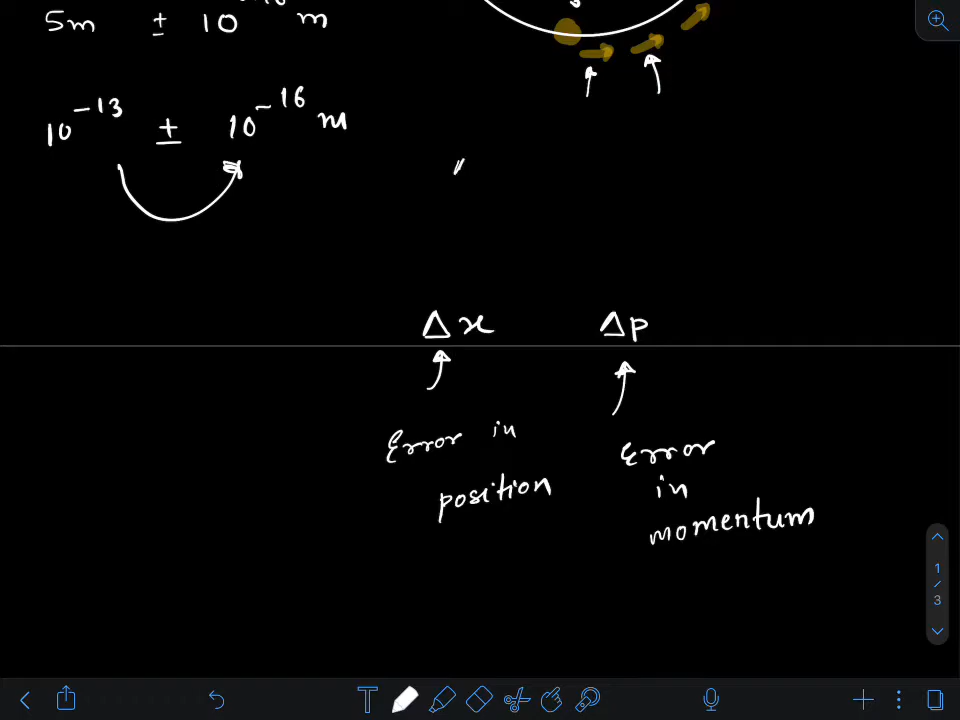 5m ± 10 m
10⁻¹³ ± 10⁻¹⁶ m
Δx Δp
Error in
position
Error
in
momentum
1
/
3